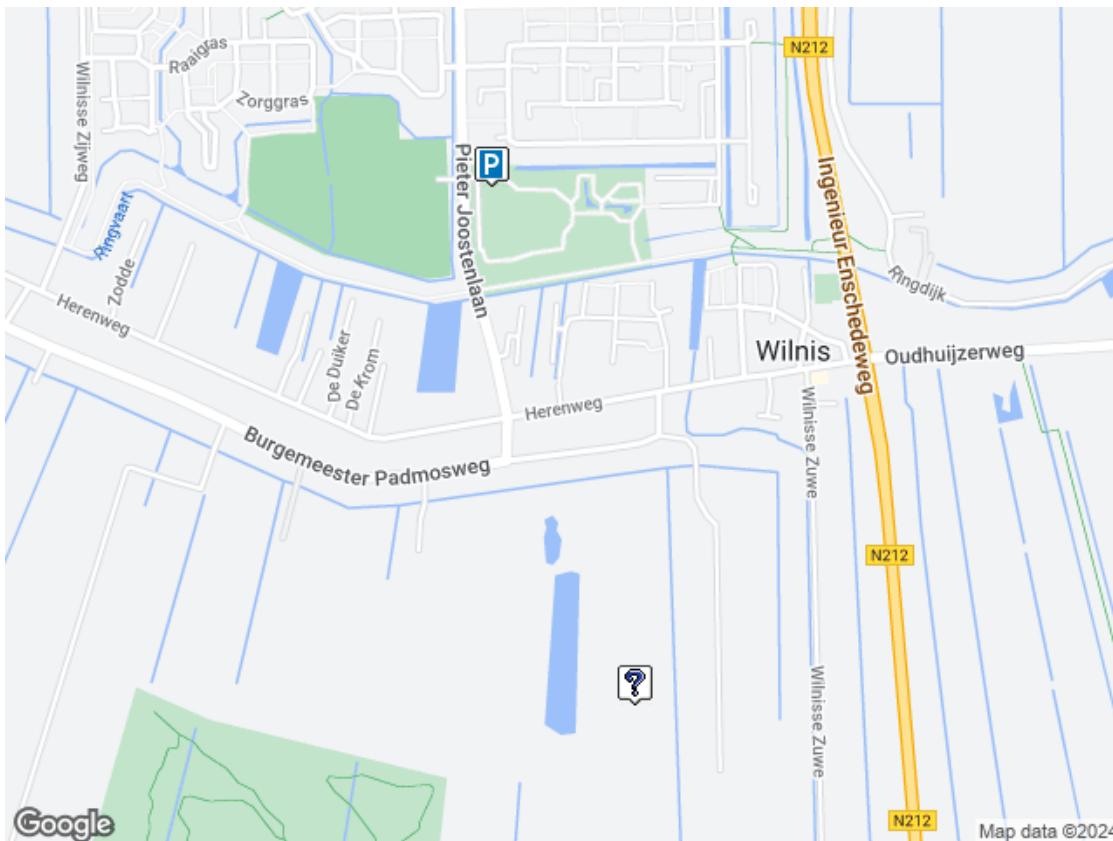 N212
Raaigras
Zorggras
Wilnisse Zijweg
P
Pieter Joostenlaan
Ingenieur Enschedeweg
Ringvaart
Zodde
Ringdijk
Herenweg
De Duiker
De Krom
Wilnis
Oudhuijzerweg
Herenweg
Wilnisse Zuwe
Burgemeester Padmosweg
N212
?
Wilnisse Zuwe
N212
Google
Map data ©2024